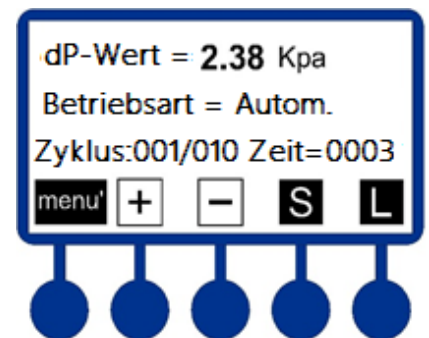 dP-Wert = 2.38 Kpa
Betriebsart = Autom.
Zyklus:001/010 Zeit=0003
menu' + − S L